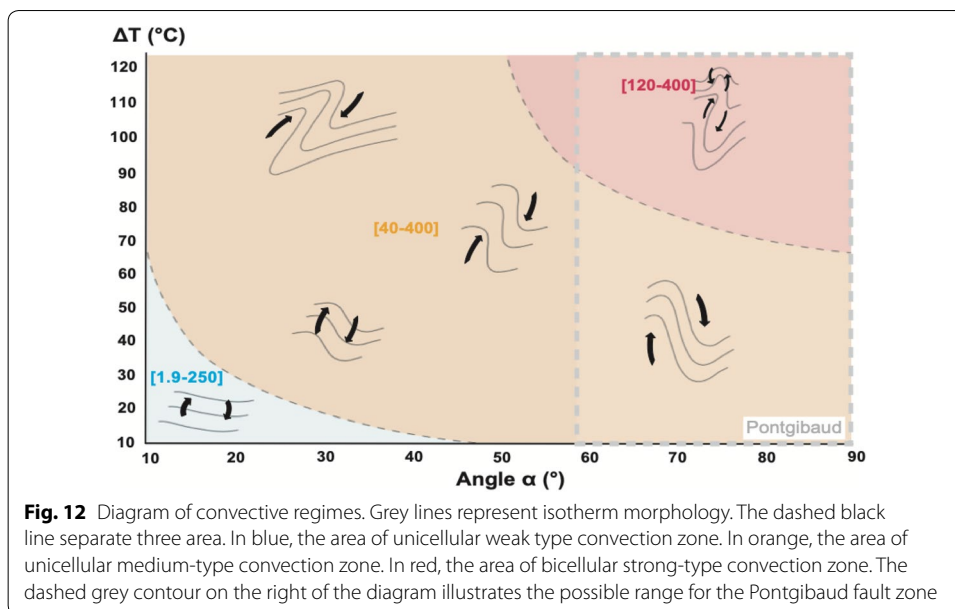 ΔT (°C)
120
110
100
90
80
70
60
50
40
30
20
10
[120-400]
[40-400]
[1.9-250]
Pontgibaud
10 20 30 40 50 60 70 80 90
Angle α (°)
Fig. 12 Diagram of convective regimes. Grey lines represent isotherm morphology. The dashed black
line separate three area. In blue, the area of unicellular weak type convection zone. In orange, the area of
unicellular medium-type convection zone. In red, the area of bicellular strong-type convection zone. The
dashed grey contour on the right of the diagram illustrates the possible range for the Pontgibaud fault zone